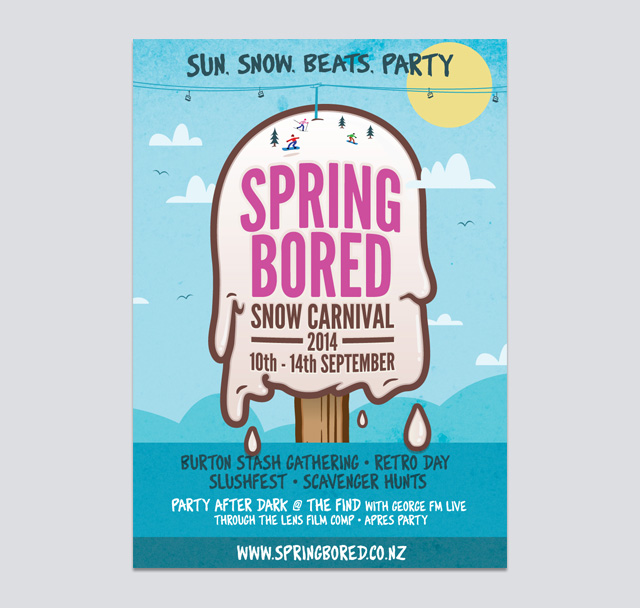 SUN. SNOW. BEATS. PARTY
SPRING
BORED
SNOW CARNIVAL
2014
10th - 14th SEPTEMBER
BURTON STASH GATHERING • RETRO DAY
SLUSHFEST • SCAVENGER HUNTS
PARTY AFTER DARK @ THE FIND WITH GEORGE FM LIVE
THROUGH THE LENS FILM COMP • APRES PARTY
WWW.SPRINGBORED.CO.NZ